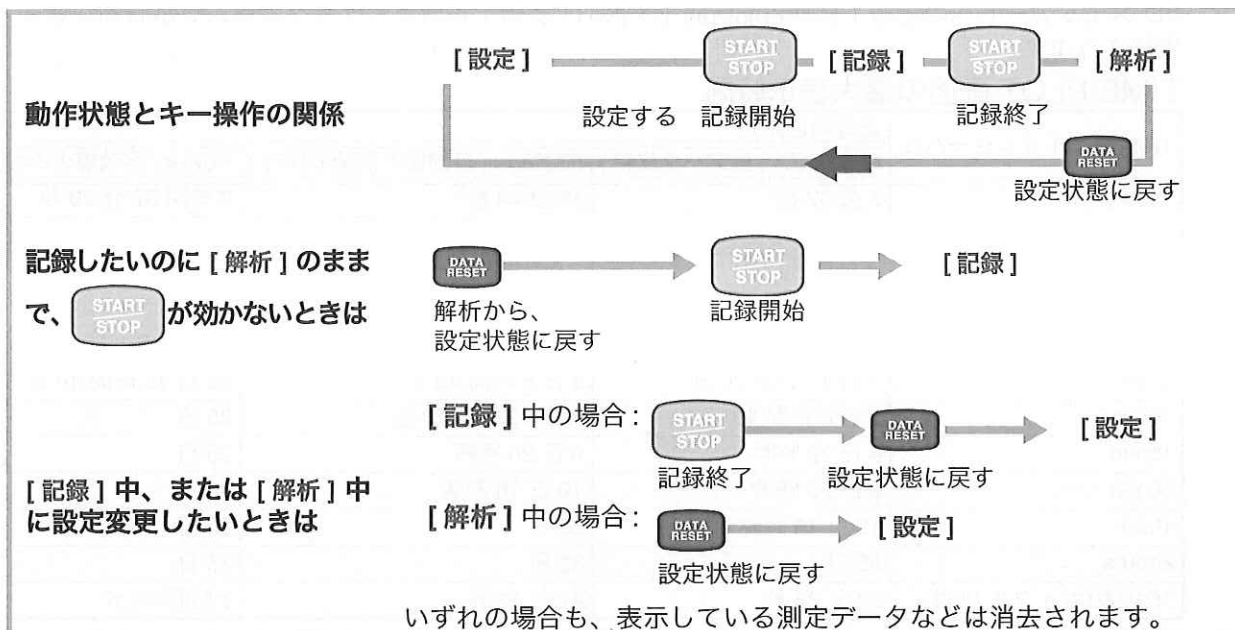 [ 設定 ] START STOP [ 記録 ] START STOP [ 解析 ]
動作状態とキー操作の関係
設定する 記録開始 記録終了
DATA RESET
設定状態に戻す
記録したいのに [ 解析 ] のまま
で、 START STOP が効かないときは
DATA RESET START STOP [ 記録 ]
解析から、
設定状態に戻す
記録開始
[ 記録 ] 中の場合 : START STOP DATA RESET [ 設定 ]
記録終了 設定状態に戻す
[ 記録 ] 中、または [ 解析 ] 中
に設定変更したいときは
[ 解析 ] 中の場合 : DATA RESET [ 設定 ]
設定状態に戻す
いずれの場合も、表示している測定データなどは消去されます。